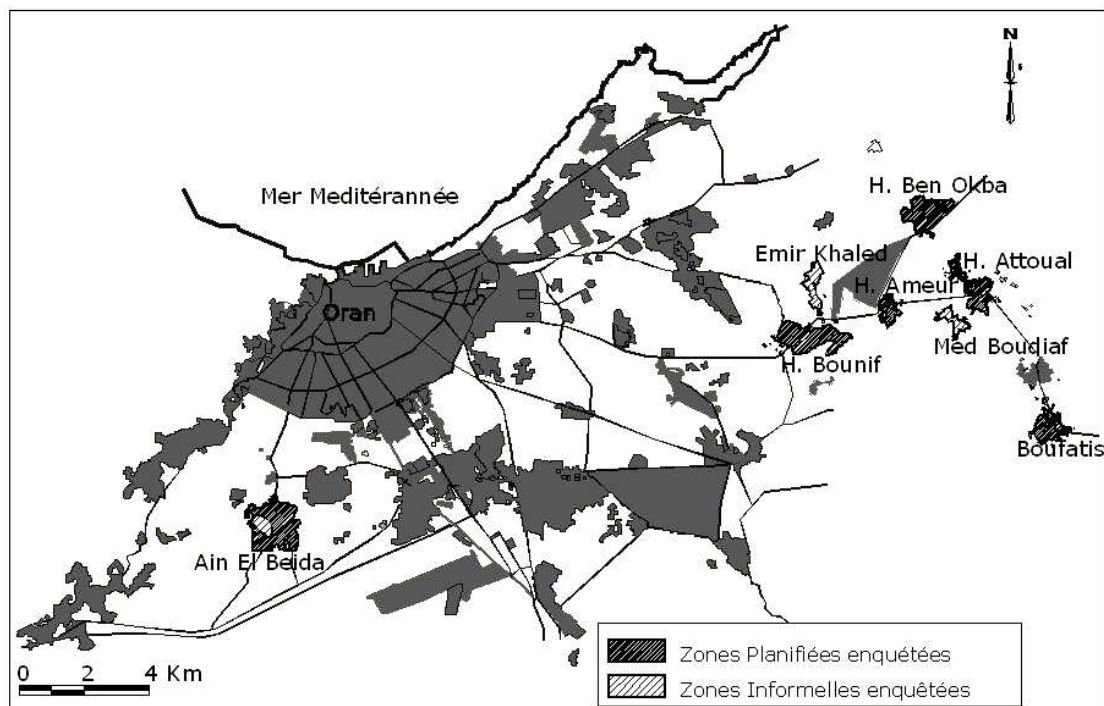 N
H. Ben Okba
Mer Meditérannée
Emir Khaled
H. Attoual
H. Ameur
Oran
Med Boudiaf
H. Bounif
Boufatis
Ain El Beida
0 2 4 Km
Zones Planifiées enquétées
Zones Informelles enquêtées